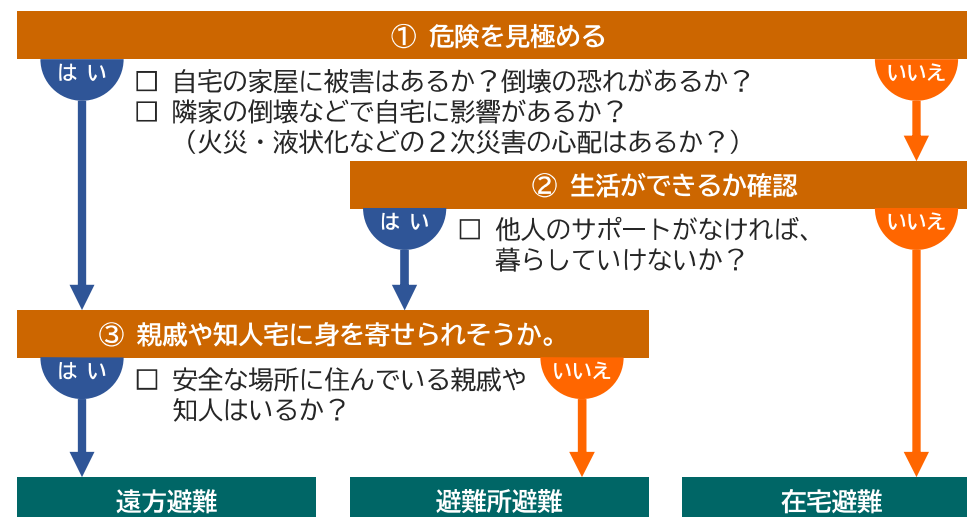 ① 危険を見極める
はい
いいえ
□ 自宅の家屋に被害はあるか？倒壊の恐れがあるか？
□ 隣家の倒壊などで自宅に影響があるか？
（火災・液状化などの２次災害の心配はあるか？）
② 生活ができるか確認
はい
いいえ
□ 他人のサポートがなければ、
暮らしていけないか？
③ 親戚や知人宅に身を寄せられそうか。
はい
いいえ
□ 安全な場所に住んでいる親戚や
知人はいるか？
遠方避難
避難所避難
在宅避難